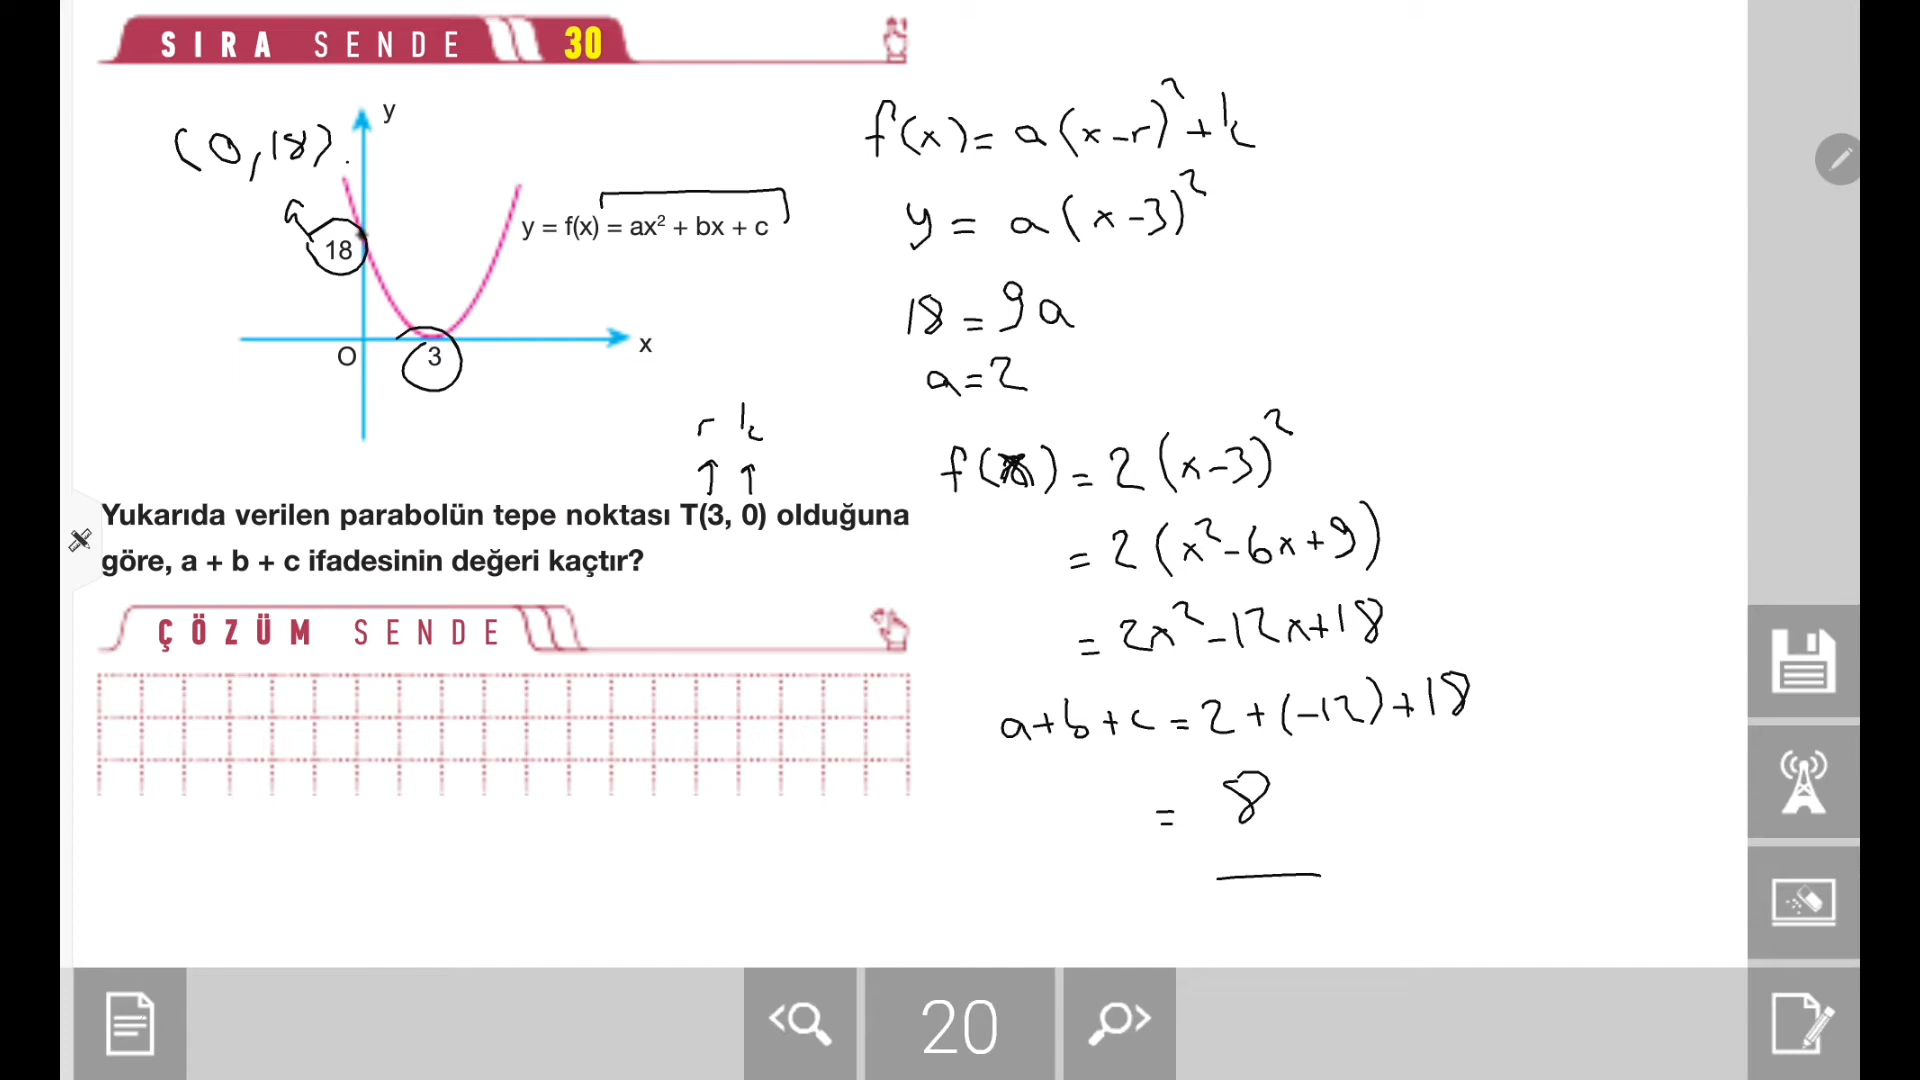 SIRA SENDE 30
y
(0,18).
a
18
y = f(x) = ax² + bx + c
O
3
x
r k
↑ ↑
Yukarıda verilen parabolün tepe noktası T(3, 0) olduğuna
göre, a + b + c ifadesinin değeri kaçtır?
ÇÖZÜM SENDE
f(x) = a(x-r)²+k
y = a(x-3)²
18 = 9a
a=2
f(x) = 2(x-3)²
= 2(x²-6x+9)
= 2x²-12x+18
a+b+c = 2+(-12)+18
= 8
20